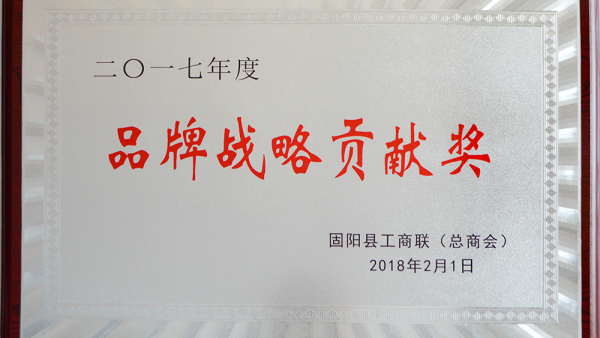 二〇一七年度
品牌战略贡献奖
固阳县工商联（总商会）
2018年2月1日